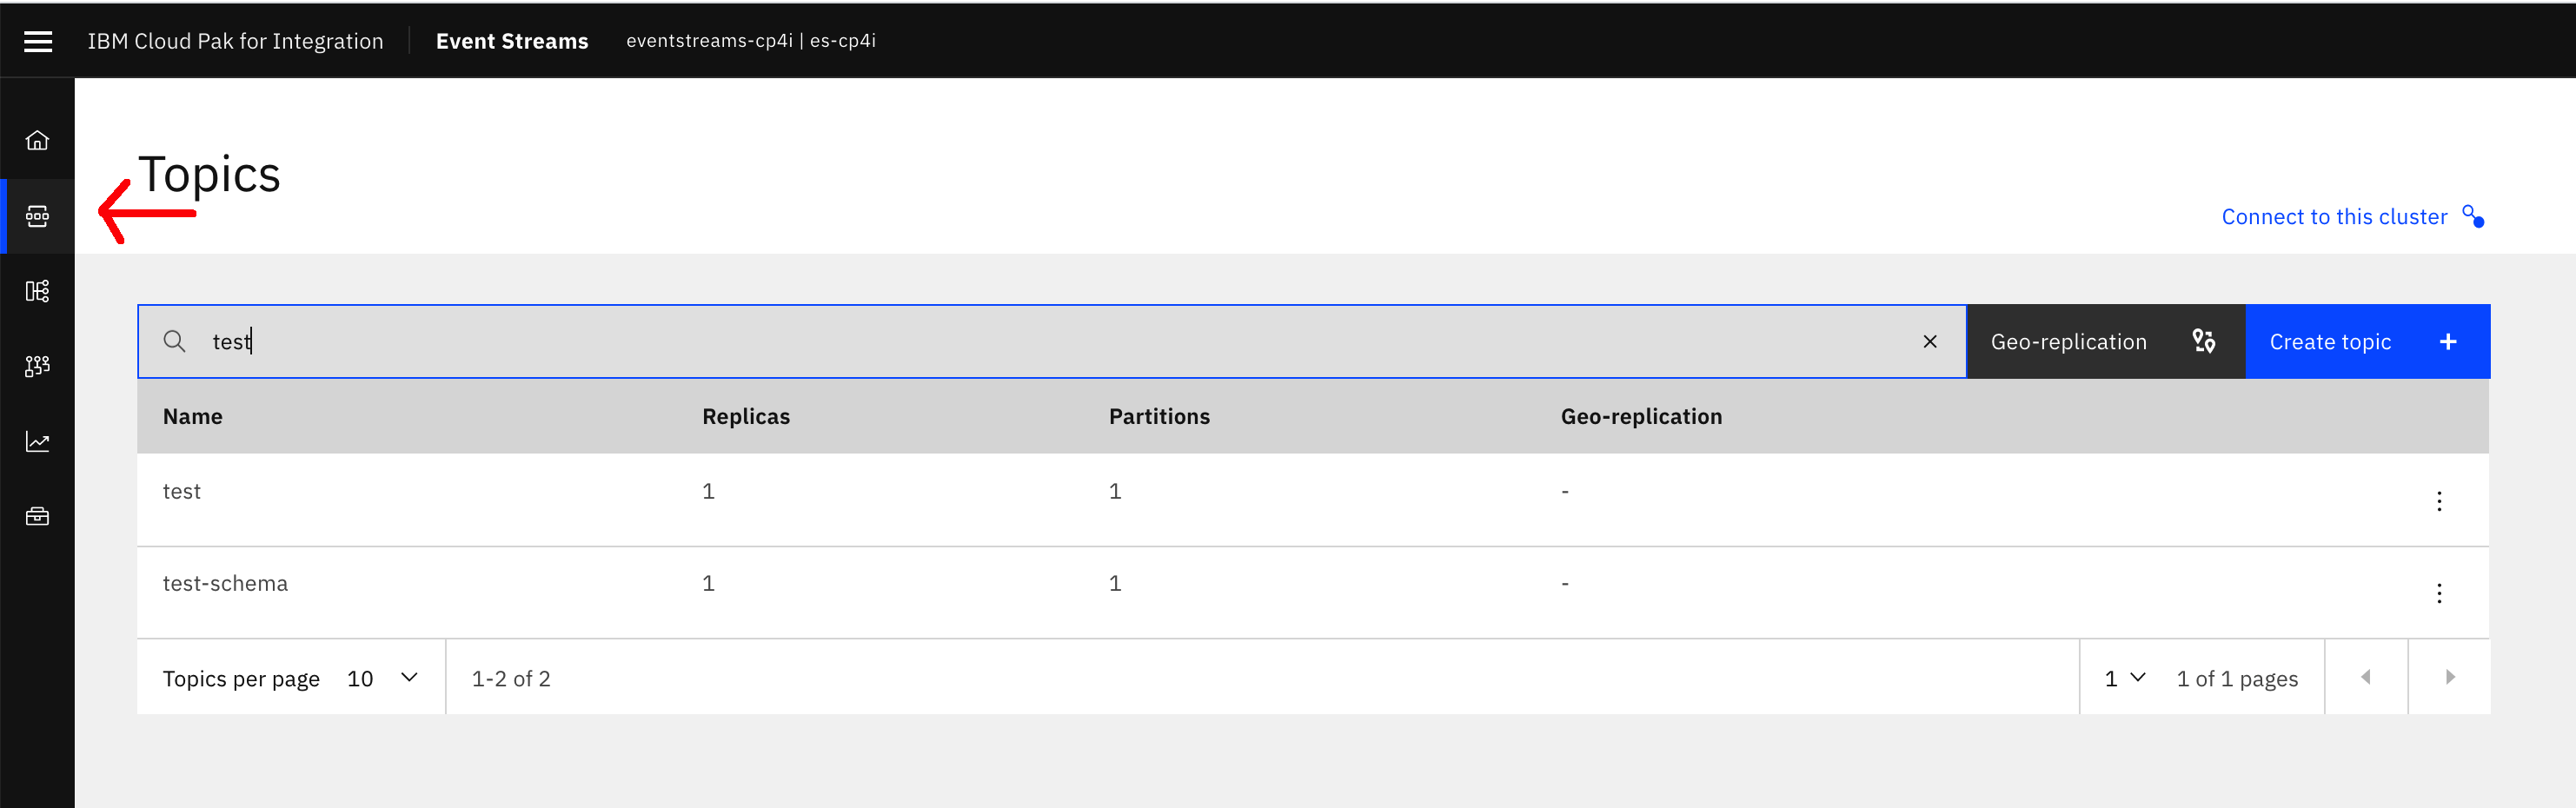 IBM Cloud Pak for Integration Event Streams eventstreams-cp4i | es-cp4i
Topics
Connect to this cluster
test
Geo-replication
Create topic +
Name Replicas Partitions Geo-replication
test 1 1 -
test-schema 1 1 -
Topics per page 10 1-2 of 2 1 1 of 1 pages